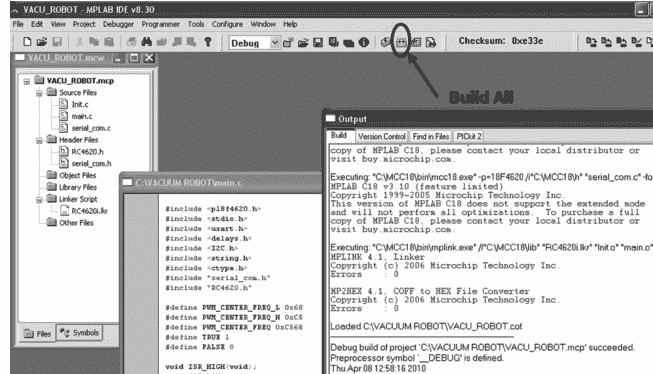 VACU_ROBOT - MPLAB IDE v8.30
File Edit View Project Debugger Programmer Tools Configure Window Help
Debug
Checksum: 0xe33e
VACU_ROBOT.mcw
VACU_ROBOT.mcp
Source Files
Init.c
main.c
serial_com.c
Header Files
RC4620.h
serial_com.h
Object Files
Library Files
Linker Script
RC4620i.lkr
Other Files
Files Symbols
Build All
C:\VACUUM ROBOT\main.c
#include <p18f4620.h>
#include <stdio.h>
#include <usart.h>
#include <delays.h>
#include <I2C.h>
#include <string.h>
#include <ctype.h>
#include "serial_com.h"
#include "RC4620.h"
#define PWM_CENTER_FREQ_L 0x68
#define PWM_CENTER_FREQ_H 0xC5
#define PWM_CENTER_FREQ 0xC568
#define TRUE 1
#define FALSE 0
void ISR_HIGH(void);
Output
Build Version Control Find in Files PICkit 2
copy of MPLAB C18, please contact your local distributor or
visit buy.microchip.com.
Executing: "C:\MCC18\bin\mcc18.exe" -p=18F4620 /i"C:\MCC18\h" "serial_com.c" -fo
MPLAB C18 v3.10 (feature limited)
Copyright 1999-2005 Microchip Technology Inc.
This version of MPLAB C18 does not support the extended mode
and will not perform all optimizations. To purchase a full
copy of MPLAB C18, please contact your local distributor or
visit buy.microchip.com.
Executing: "C:\MCC18\bin\mplink.exe" /l"C:\MCC18\lib" "RC4620i.lkr" "Init.o" "main.o"
MPLINK 4.1, Linker
Copyright (c) 2006 Microchip Technology Inc.
Errors : 0
MP2HEX 4.1, COFF to HEX File Converter
Copyright (c) 2006 Microchip Technology Inc.
Errors : 0
Loaded C:\VACUUM ROBOT\VACU_ROBOT.cof.
Debug build of project `C:\VACUUM ROBOT\VACU_ROBOT.mcp' succeeded.
Preprocessor symbol `__DEBUG' is defined.
Thu Apr 08 12:58:16 2010